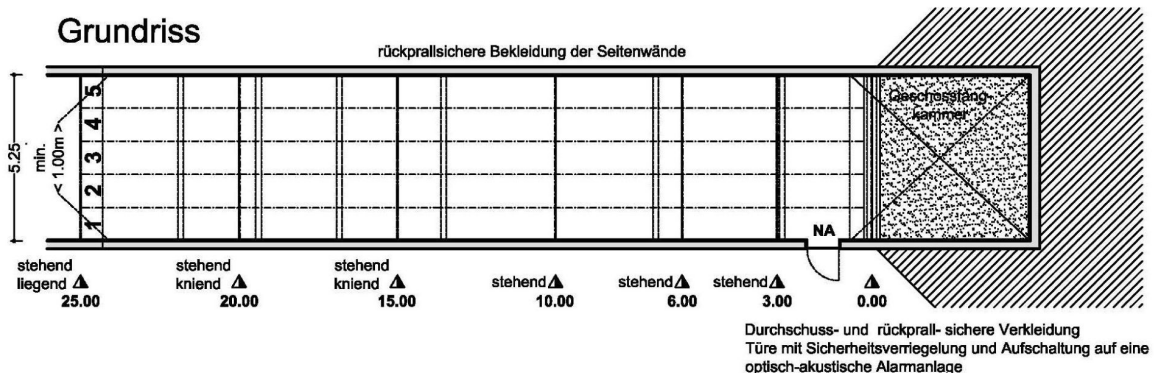 Grundriss
rückprallsichere Bekleidung der Seitenwände
Geschossfang-
kammer
5.25
min.
< 1.00m >
5
4
3
2
1
NA
stehend
liegend
25.00
stehend
kniend
20.00
stehend
kniend
15.00
stehend
10.00
stehend
6.00
stehend
3.00
0.00
Durchschuss- und rückprall- sichere Verkleidung
Türe mit Sicherheitsverriegelung und Aufschaltung auf eine
optisch-akustische Alarmanlage